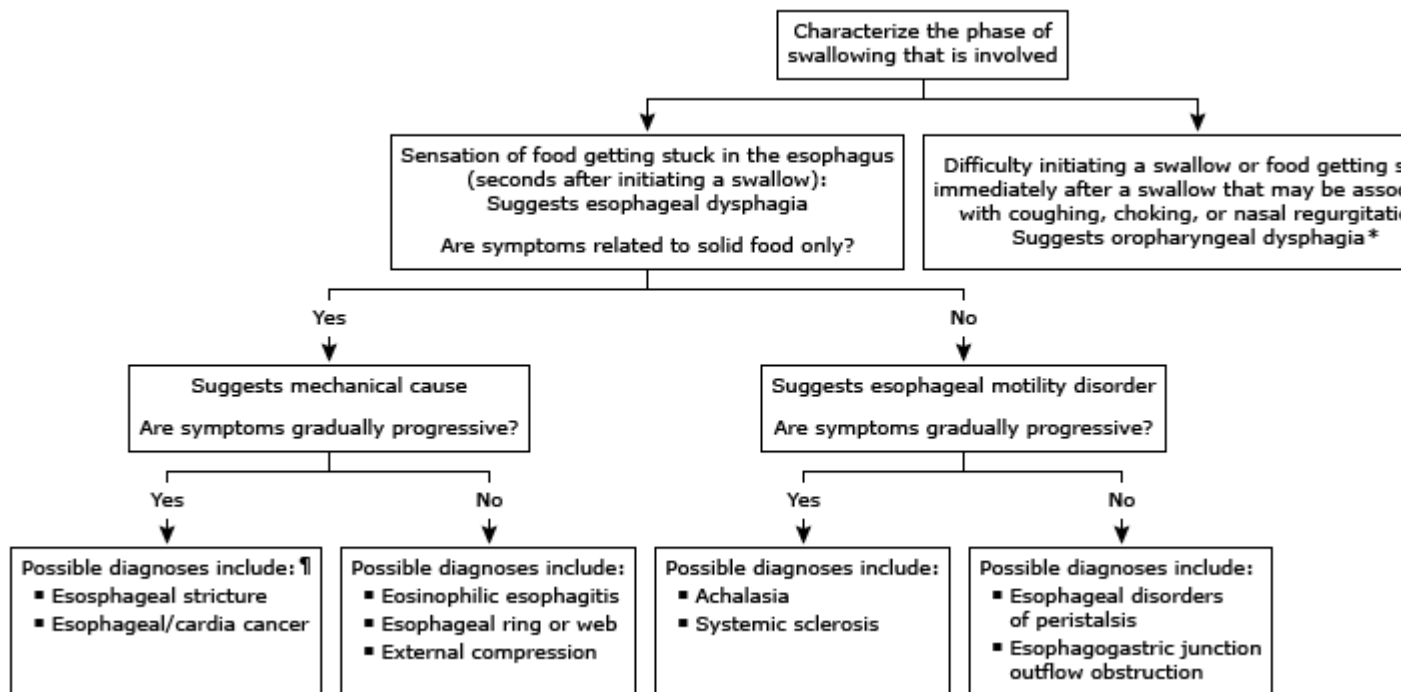 Characterize the phase of
swallowing that is involved
Sensation of food getting stuck in the esophagus
(seconds after initiating a swallow):
Suggests esophageal dysphagia
Are symptoms related to solid food only?
Difficulty initiating a swallow or food getting
immediately after a swallow that may be
with coughing, choking, or nasal
Suggests oropharyngeal dysphagia*
Yes
No
Suggests mechanical cause
Are symptoms gradually progressive?
Suggests esophageal motility disorder
Are symptoms gradually progressive?
Yes
No
Yes
No
Possible diagnoses include: ¶
▪ Esosphageal stricture
▪ Esophageal/cardia cancer
Possible diagnoses include:
▪ Eosinophilic esophagitis
▪ Esophageal ring or web
▪ External compression
Possible diagnoses include:
▪ Achalasia
▪ Systemic sclerosis
Possible diagnoses include:
▪ Esophageal disorders
of peristalsis
▪ Esophagogastric junction
outflow obstruction